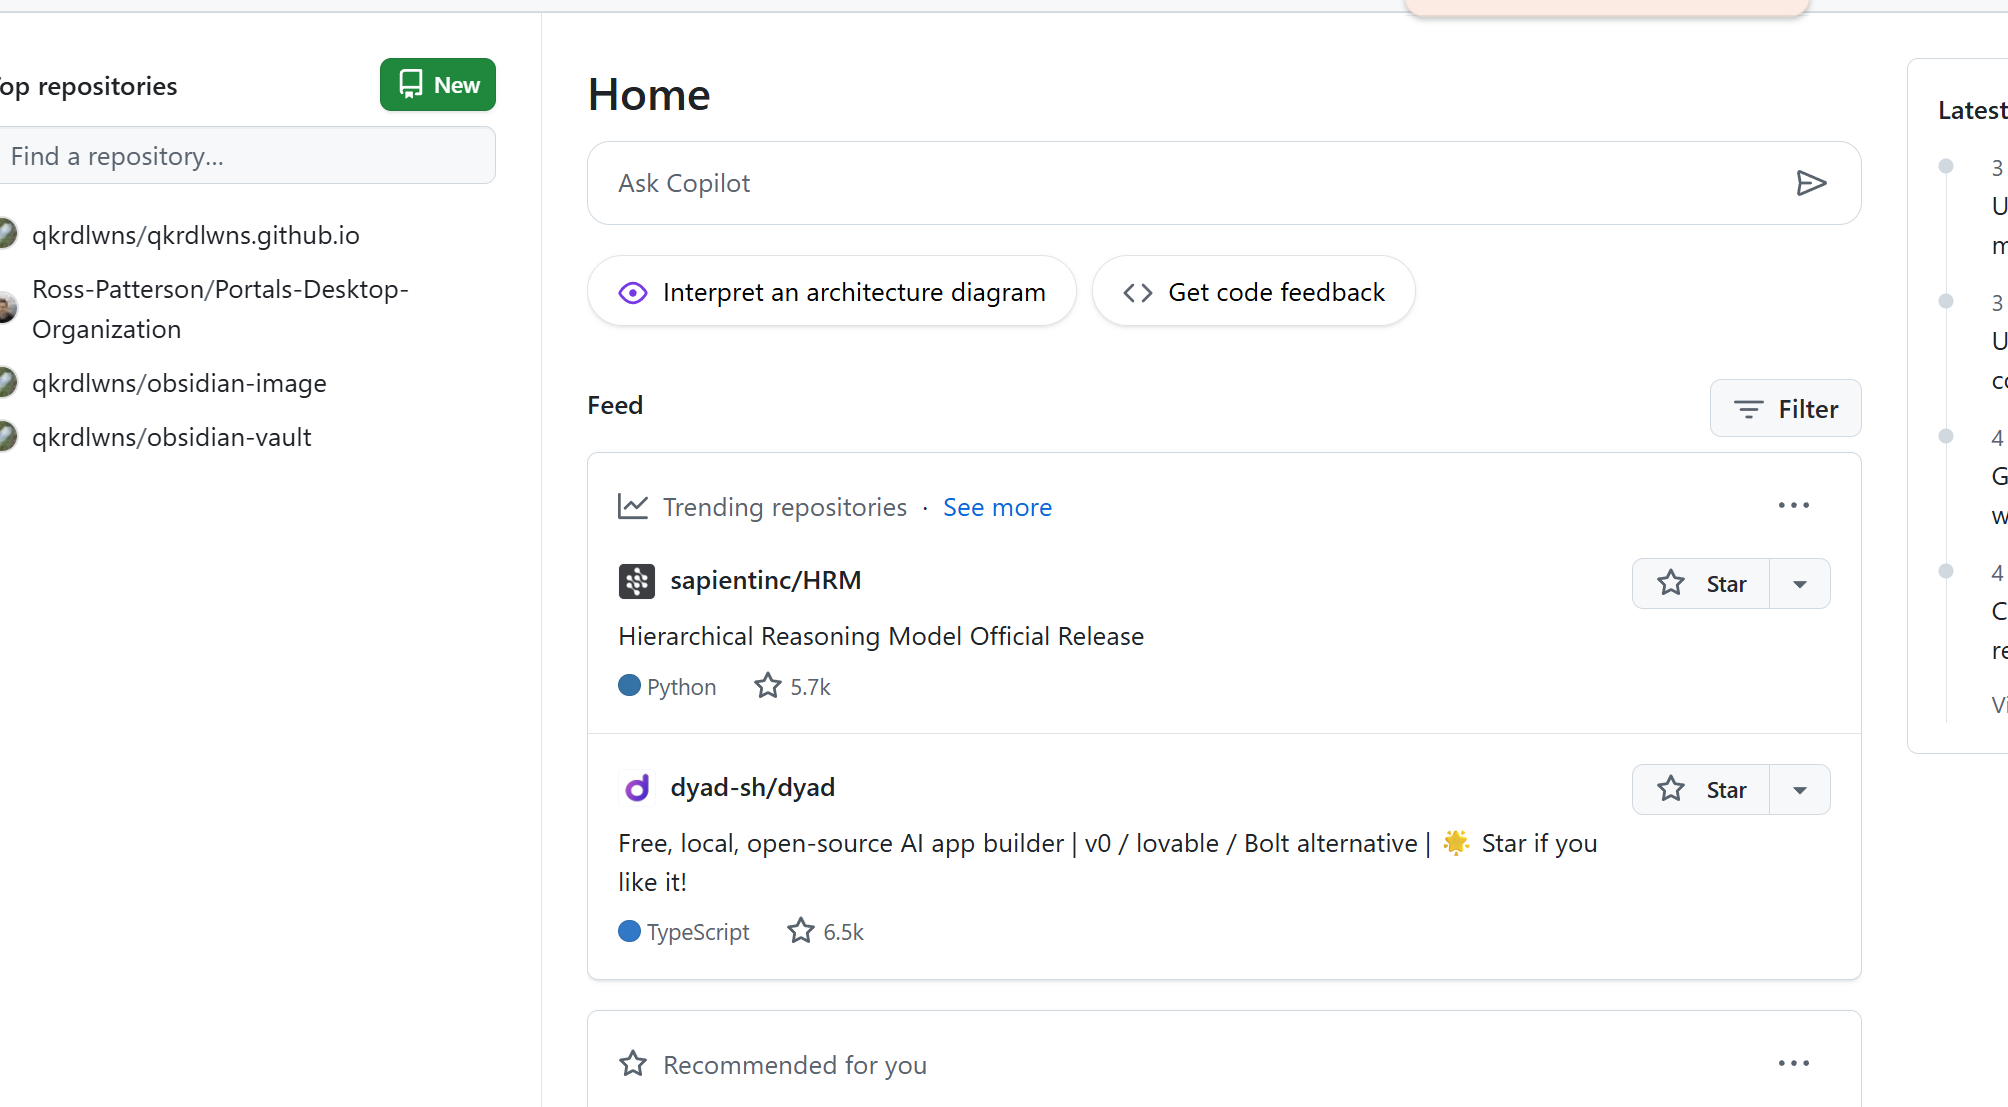 op repositories
New
Find a repository...
qkrdlwns/qkrdlwns.github.io
Ross-Patterson/Portals-Desktop-
Organization
qkrdlwns/obsidian-image
qkrdlwns/obsidian-vault
Home
Ask Copilot
Interpret an architecture diagram
Get code feedback
Feed
Filter
Trending repositories · See more
sapientinc/HRM
Star
Hierarchical Reasoning Model Official Release
Python 5.7k
dyad-sh/dyad
Star
Free, local, open-source AI app builder | v0 / lovable / Bolt alternative | 🌟 Star if you
like it!
TypeScript 6.5k
Recommended for you
Latest
3
3
4
4